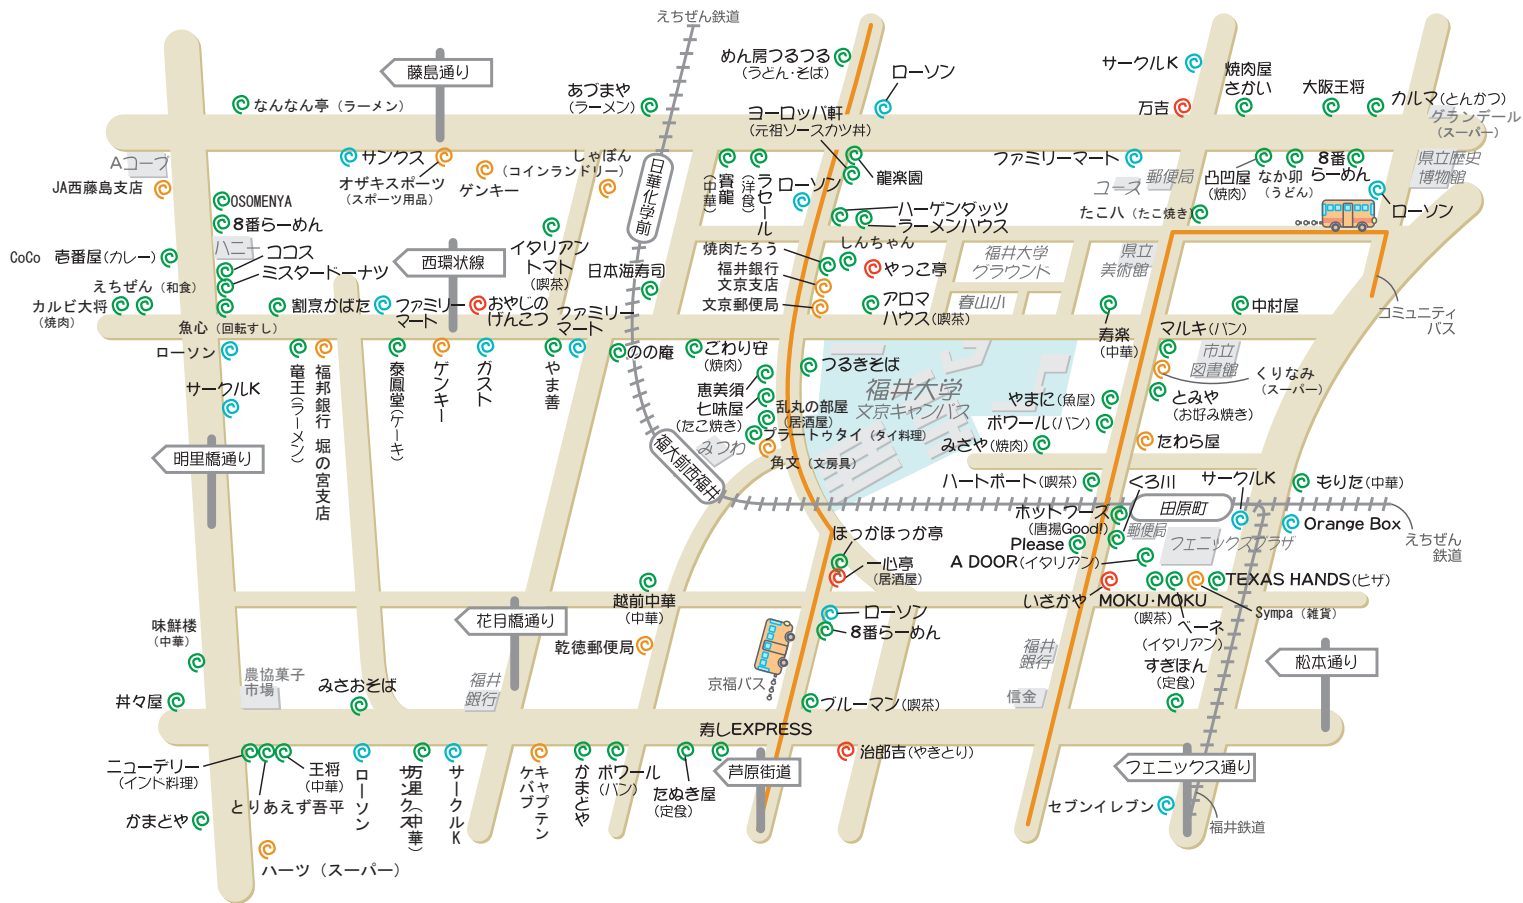 えちぜん鉄道
めん房つるつる
(うどん・そば)
ローソン
サークルK
焼肉屋
さかい
大阪王将
カルマ(とんかつ)
グランデール
(スーパー)
藤島通り
あづまや
(ラーメン)
なんなん亭(ラーメン)
ヨーロッパ軒
(元祖ソースカツ丼)
万吉
Aコープ
JA西藤島支店
サンクス
オザキスポーツ
(スポーツ用品)
ゲンキー
しゃぼん
(コインランドリー)
日華化学前
寳龍
(中華)
ラセール
(洋食)
ローソン
龍楽園
ファミリーマート
ユース
郵便局
凸凹屋
(焼肉)
なか卯
(うどん)
8番
らーめん
県立歴史
博物館
ローソン
たこ八(たこ焼き)
OSOMENYA
8番らーめん
ハニー
ココス
ミスタードーナツ
CoCo 壱番屋(カレー)
えちぜん(和食)
カルビ大将
(焼肉)
魚心(回転すし)
割烹かばた
ファミリー
マート
おやじの
げんこつ
西環状線
イタリアン
トマト
(喫茶)
日本海寿司
ファミリー
マート
ハーゲンダッツ
ラーメンハウス
しんちゃん
焼肉たろう
福井銀行
文京支店
文京郵便局
やっこ亭
アロマ
ハウス(喫茶)
福井大学
グラウンド
春山小
県立
美術館
寿楽
(中華)
中村屋
マルキ(パン)
コミュニティ
バス
市立
図書館
くりなみ
(スーパー)
とみや
(お好み焼き)
たわら屋
ローソン
サークルK
竜王(ラーメン)
福邦銀行 堀の宮支店
泰鳳堂(ケーキ)
ゲンキー
ガスト
やま善
のの庵
ごわり安
(焼肉)
恵美須
七味屋
(たこ焼き)
つるきそば
乱丸の部屋
(居酒屋)
プラートゥタイ(タイ料理)
角文(文房具)
みつわ
福井大学
文京キャンパス
やまに(魚屋)
ボワール(パン)
みさや(焼肉)
明里橋通り
福大前西福井
ハートポート(喫茶)
くろ川
サークルK
もりた(中華)
田原町
Orange Box
えちぜん
鉄道
ホットワーズ
(唐揚Good!)
Please
郵便局
フェニックスプラザ
A DOOR(イタリアン)
ほっかほっか亭
一心亭
(居酒屋)
いさかや
MOKU・MOKU
(喫茶)
TEXAS HANDS(ピザ)
Sympa(雑貨)
ベーネ
(イタリアン)
越前中華
(中華)
乾徳郵便局
花月橋通り
ローソン
8番らーめん
味鮮楼
(中華)
丼々屋
農協菓子
市場
みさおそば
福井
銀行
京福バス
福井
銀行
信金
すぎぽん
(定食)
松本通り
ブルーマン(喫茶)
寿しEXPRESS
治郎吉(やきとり)
芦原街道
フェニックス通り
ニューデリー
(インド料理)
とりあえず吾平
王将
(中華)
ローソン
サンクス
万里(中華)
サークルK
キャプテン
ケバブ
かまどや
ボワール
(パン)
たぬき屋
(定食)
かまどや
ハーツ(スーパー)
セブンイレブン
福井鉄道